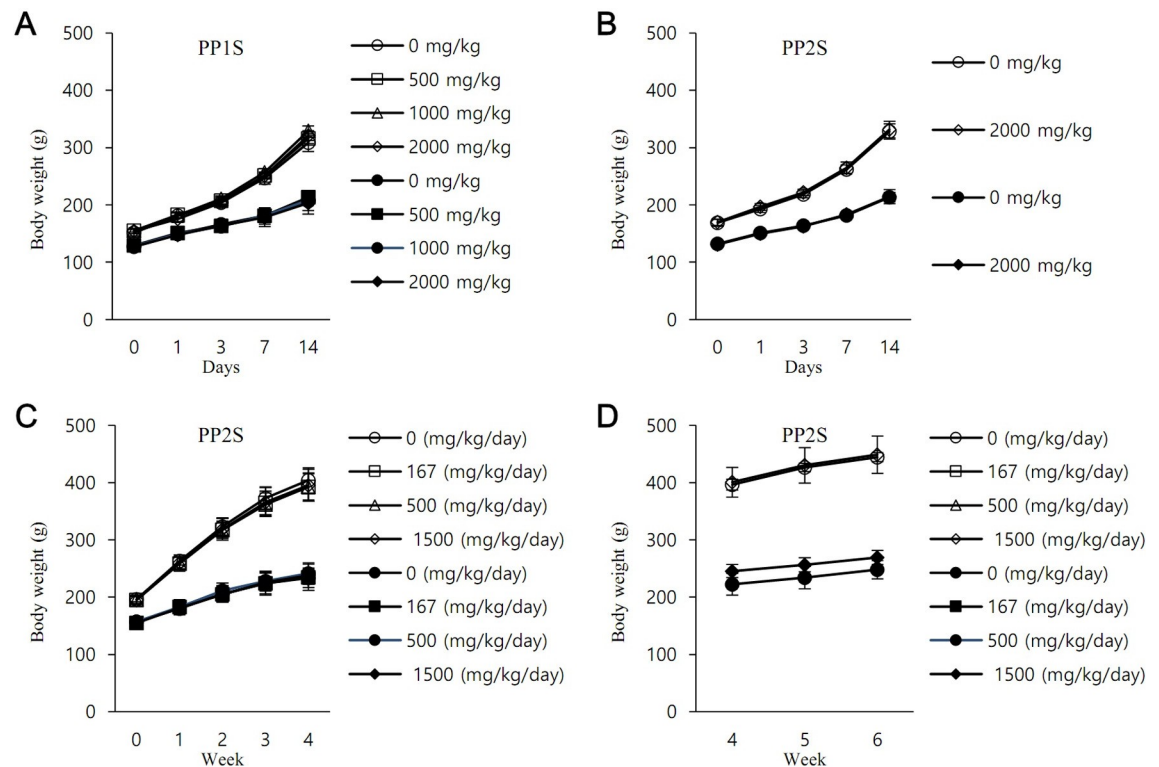 A
PP1S
Body weight (g)
500
400
300
200
100
0
0 1 3 7 14
Days
0 mg/kg
500 mg/kg
1000 mg/kg
2000 mg/kg
0 mg/kg
500 mg/kg
1000 mg/kg
2000 mg/kg
B
PP2S
Body weight (g)
500
400
300
200
100
0
0 1 3 7 14
Days
0 mg/kg
2000 mg/kg
0 mg/kg
2000 mg/kg
C
PP2S
Body weight (g)
500
400
300
200
100
0
0 1 2 3 4
Week
0 (mg/kg/day)
167 (mg/kg/day)
500 (mg/kg/day)
1500 (mg/kg/day)
0 (mg/kg/day)
167 (mg/kg/day)
500 (mg/kg/day)
1500 (mg/kg/day)
D
PP2S
Body weight (g)
500
400
300
200
100
0
4 5 6
Week
0 (mg/kg/day)
167 (mg/kg/day)
500 (mg/kg/day)
1500 (mg/kg/day)
0 (mg/kg/day)
167 (mg/kg/day)
500 (mg/kg/day)
1500 (mg/kg/day)